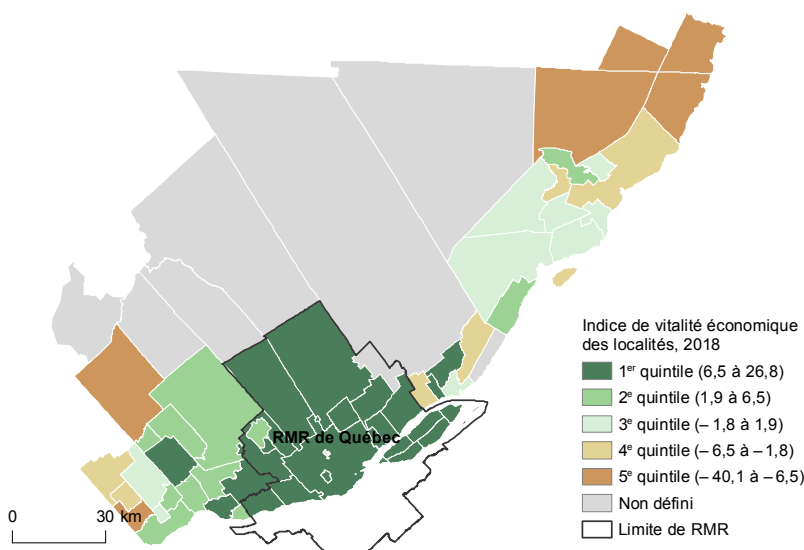 RMR de Québec
Indice de vitalité économique
des localités, 2018
1er quintile (6,5 à 26,8)
2e quintile (1,9 à 6,5)
3e quintile (– 1,8 à 1,9)
4e quintile (– 6,5 à – 1,8)
5e quintile (– 40,1 à – 6,5)
Non défini
Limite de RMR
0 30 km